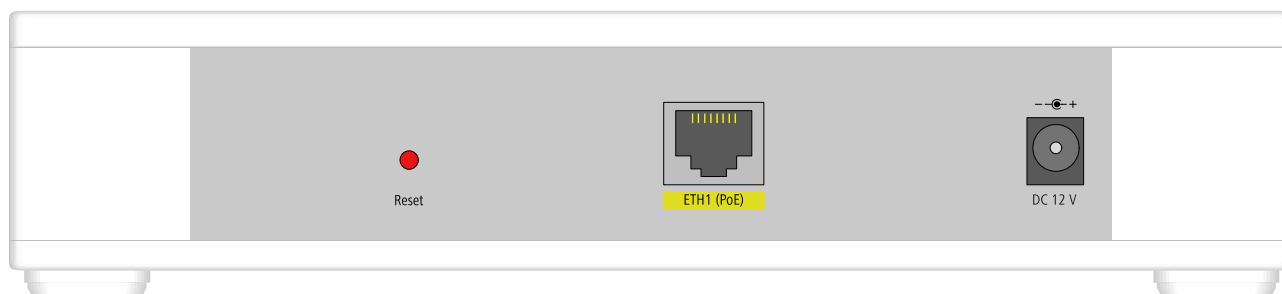 Reset
ETH1 (PoE)
- +
DC 12 V